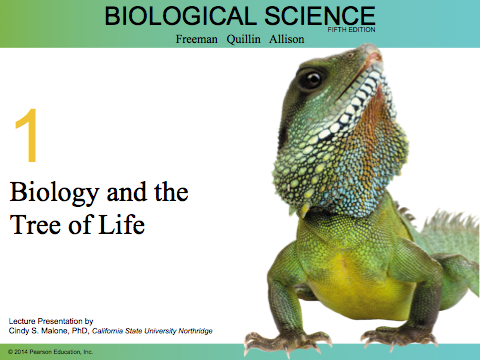 BIOLOGICAL SCIENCE
FIFTH EDITION
Freeman Quillin Allison
1
Biology and the
Tree of Life
Lecture Presentation by
Cindy S. Malone, PhD, California State University Northridge
© 2014 Pearson Education, Inc.